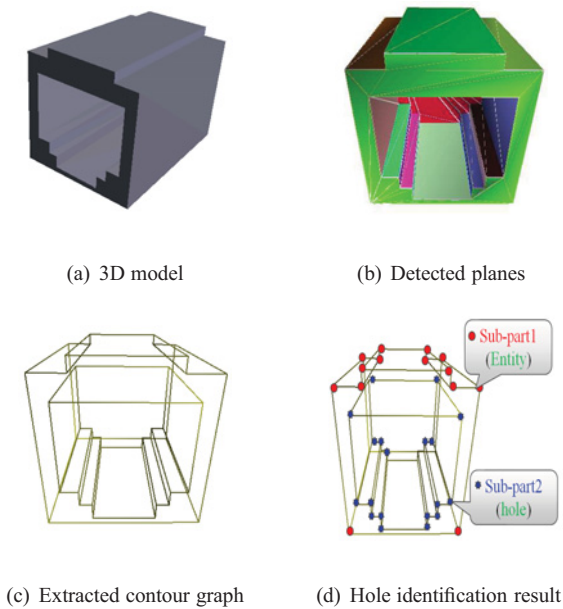 (a) 3D model
(b) Detected planes
Sub-part1
(Entity)
Sub-part2
(hole)
(c) Extracted contour graph
(d) Hole identification result